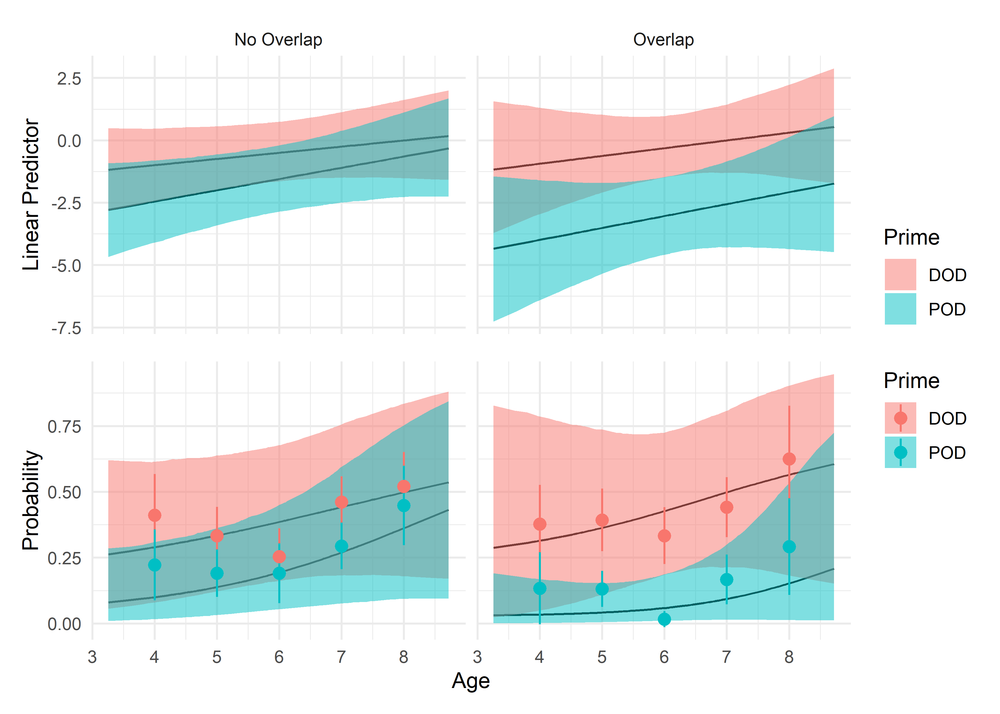 No Overlap
Overlap
2.5
0.0
-2.5
-5.0
-7.5
Linear Predictor
Prime
DOD
POD
0.75
0.50
0.25
0.00
Probability
Prime
DOD
POD
3 4 5 6 7 8
3 4 5 6 7 8
Age